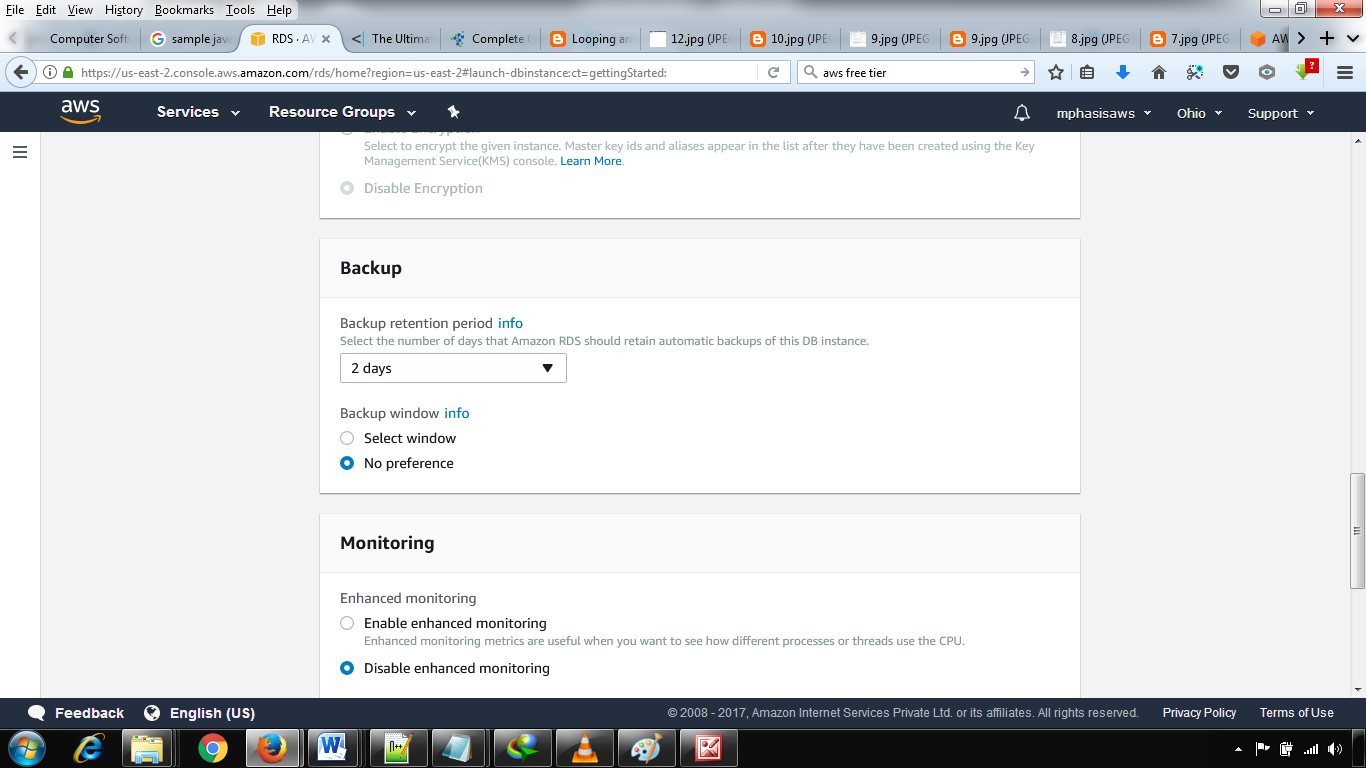 File Edit View History Bookmarks Tools Help
Computer Soft
sample jav
RDS · A
The Ultima
Complete
Looping an
12.jpg (JPEG
10.jpg (JPEG
9.jpg (JPEG
9.jpg (JPEG
8.jpg (JPEG
7.jpg (JPEG
AW
https://us-east-2.console.aws.amazon.com/rds/home?region=us-east-2#launch-dbinstance:ct=gettingStarted:
aws free tier
?
aws Services Resource Groups mphasisaws Ohio Support
Enable Encryption
Select to encrypt the given instance. Master key ids and aliases appear in the list after they have been created using the Key
Management Service(KMS) console. Learn More.
Disable Encryption
Backup
Backup retention period info
Select the number of days that Amazon RDS should retain automatic backups of this DB instance.
2 days
Backup window info
Select window
No preference
Monitoring
Enhanced monitoring
Enable enhanced monitoring
Enhanced monitoring metrics are useful when you want to see how different processes or threads use the CPU.
Disable enhanced monitoring
Feedback English (US) © 2008 - 2017, Amazon Internet Services Private Ltd. or its affiliates. All rights reserved. Privacy Policy Terms of Use